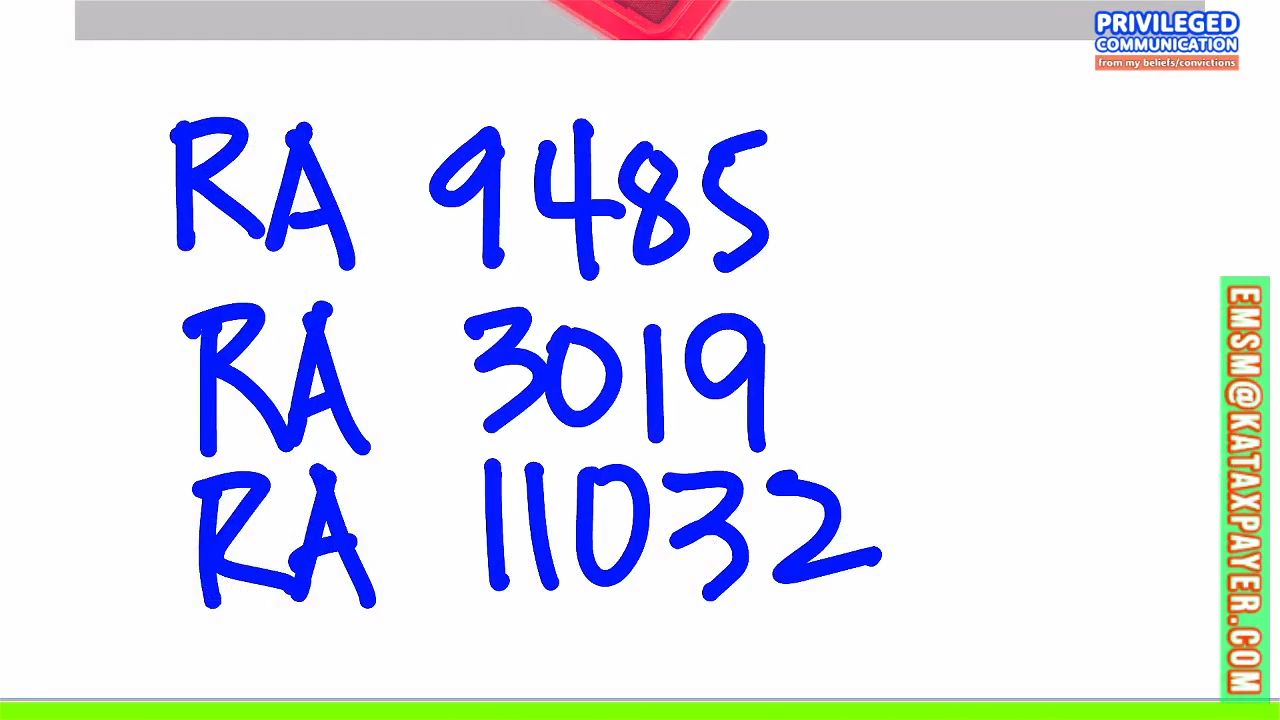 PRIVILEGED
COMMUNICATION
from my beliefs/convictions
RA 9485
RA 3019
RA 11032
EMSM@KATAXPAYER.COM